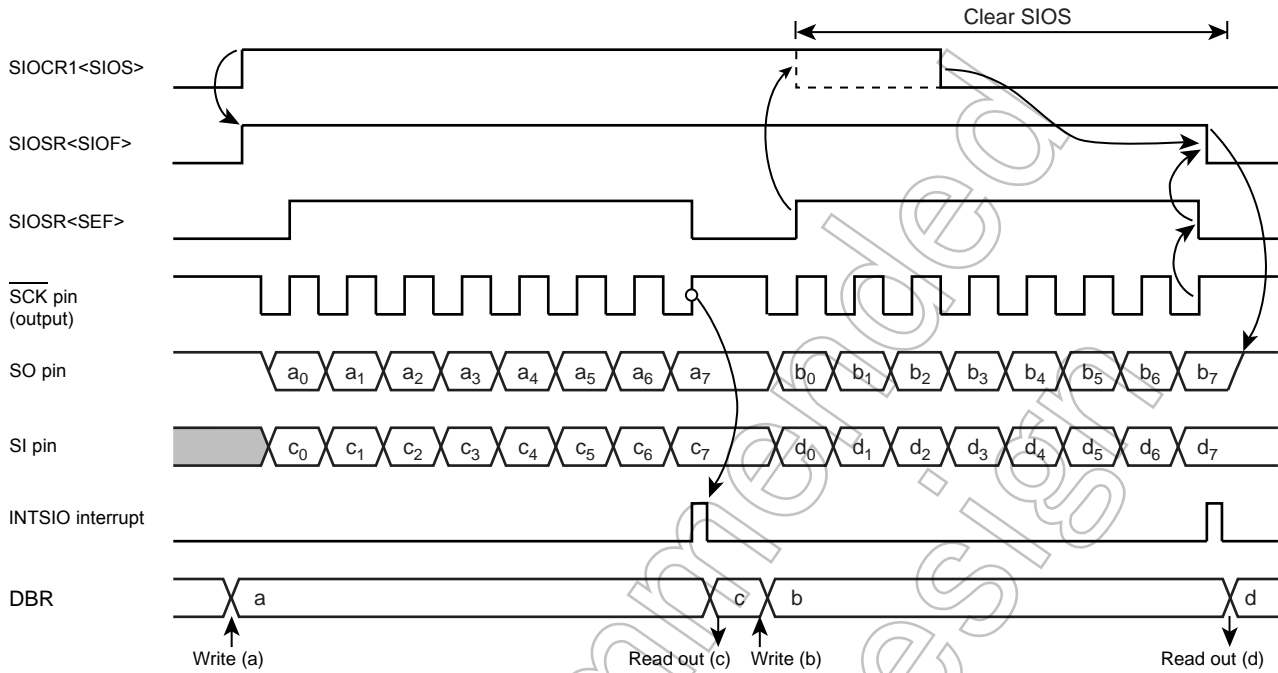 Clear SIOS
SIOCR1<SIOS>
SIOSR<SIOF>
SIOSR<SEF>
SCK pin
(output)
SO pin
a0 a1 a2 a3 a4 a5 a6 a7 b0 b1 b2 b3 b4 b5 b6 b7
SI pin
c0 c1 c2 c3 c4 c5 c6 c7 d0 d1 d2 d3 d4 d5 d6 d7
INTSIO interrupt
DBR
a c b d
Write (a) Read out (c) Write (b) Read out (d)